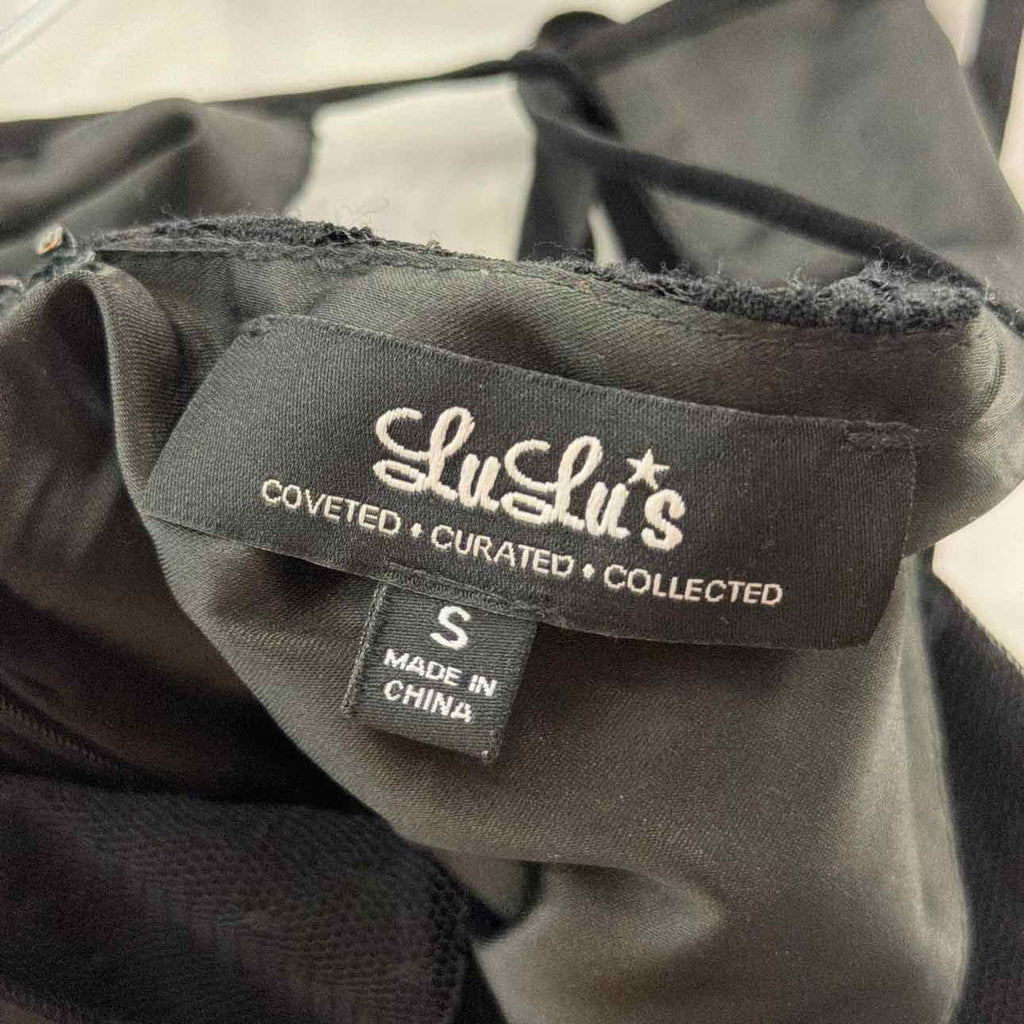 LuLu's
COVETED • CURATED • COLLECTED
S
MADE IN
CHINA